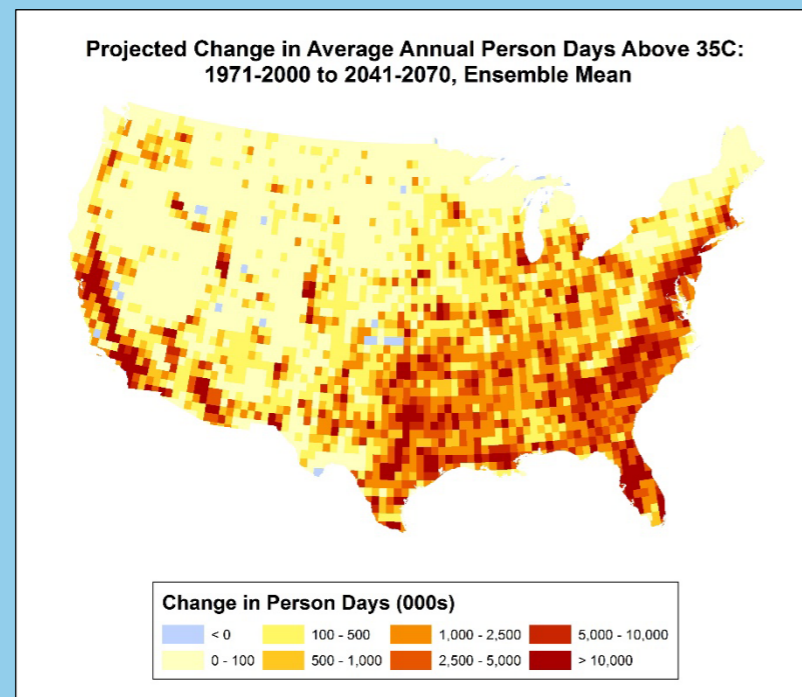 Projected Change in Average Annual Person Days Above 35C:
1971-2000 to 2041-2070, Ensemble Mean
Change in Person Days (000s)
< 0 100 - 500 1,000 - 2,500 5,000 - 10,000
0 - 100 500 - 1,000 2,500 - 5,000 > 10,000